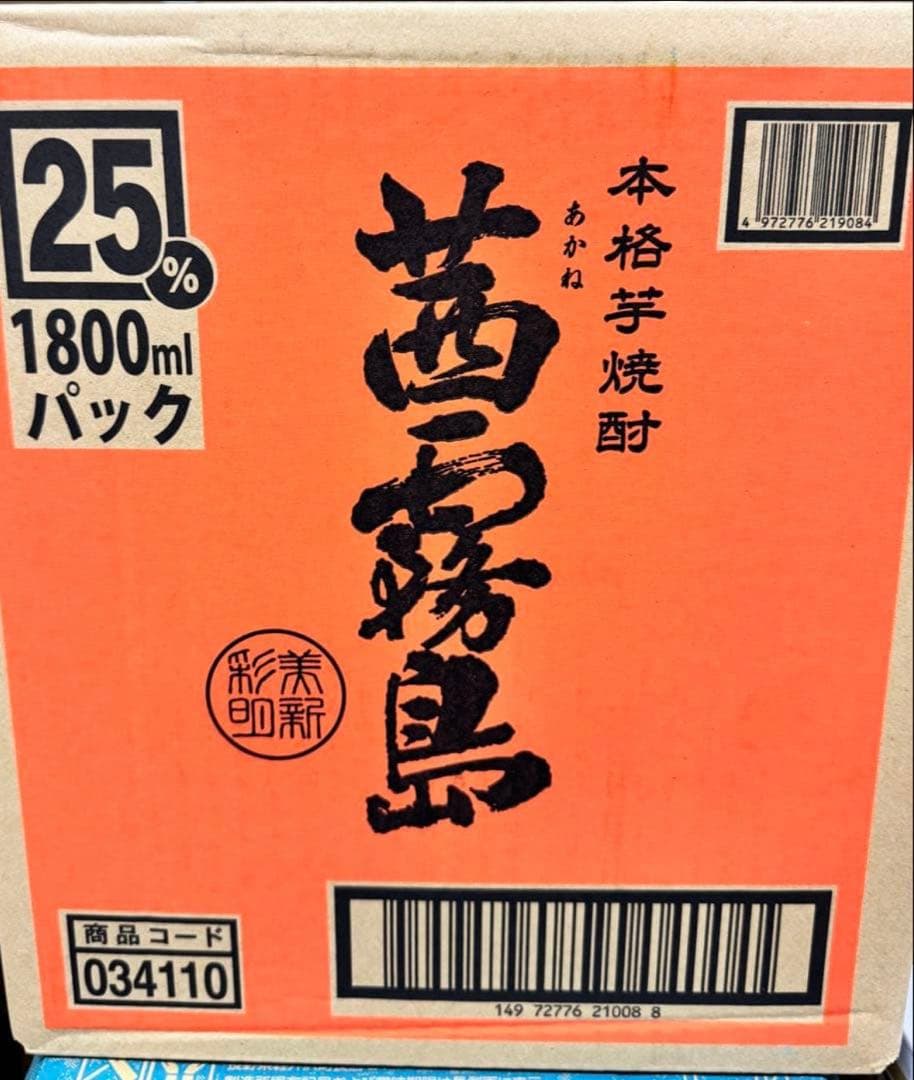 25%
1800ml
パック
4 972776 219084
本格芋焼酎
あかね
茜霧島
美新
彩明
商品コード
034110
149 72776 21008 8